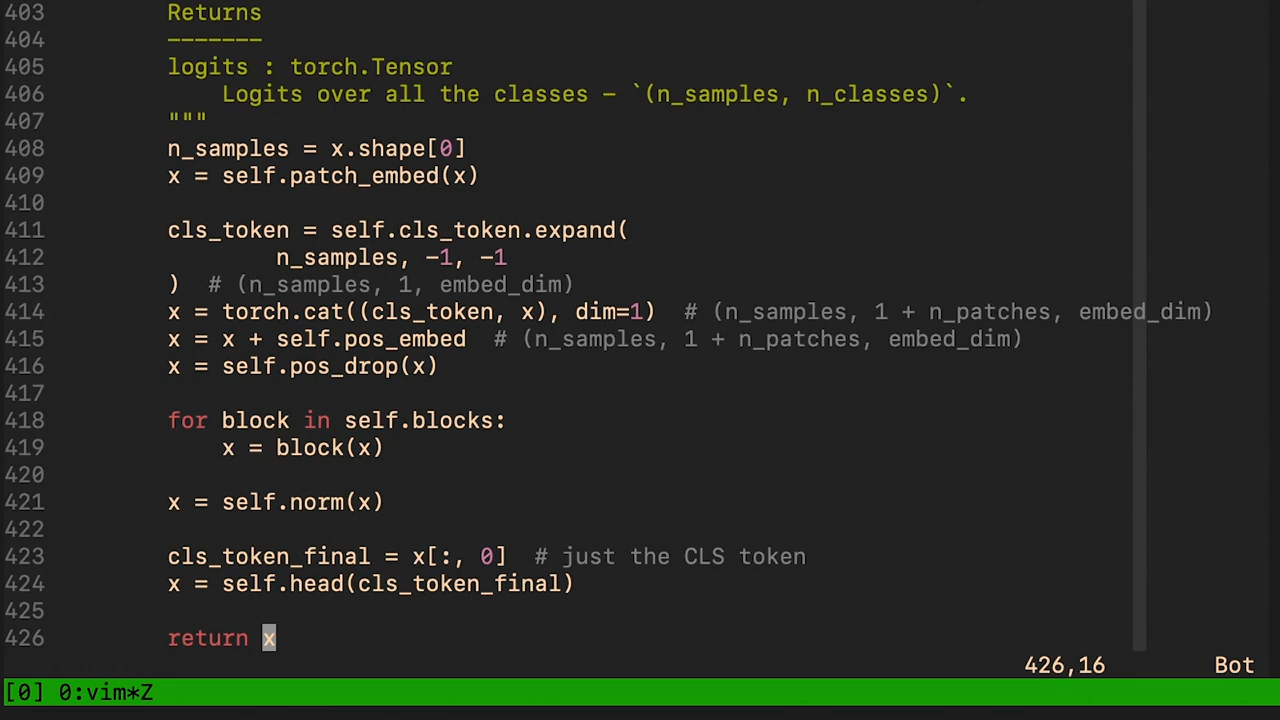 403         Returns
404         -------
405         logits : torch.Tensor
406             Logits over all the classes - `(n_samples, n_classes)`.
407         """
408         n_samples = x.shape[0]
409         x = self.patch_embed(x)
410
411         cls_token = self.cls_token.expand(
412                 n_samples, -1, -1
413         )  # (n_samples, 1, embed_dim)
414         x = torch.cat((cls_token, x), dim=1)  # (n_samples, 1 + n_patches, embed_dim)
415         x = x + self.pos_embed  # (n_samples, 1 + n_patches, embed_dim)
416         x = self.pos_drop(x)
417
418         for block in self.blocks:
419             x = block(x)
420
421         x = self.norm(x)
422
423         cls_token_final = x[:, 0]  # just the CLS token
424         x = self.head(cls_token_final)
425
426         return x
426,16        Bot
[0] 0:vim*Z